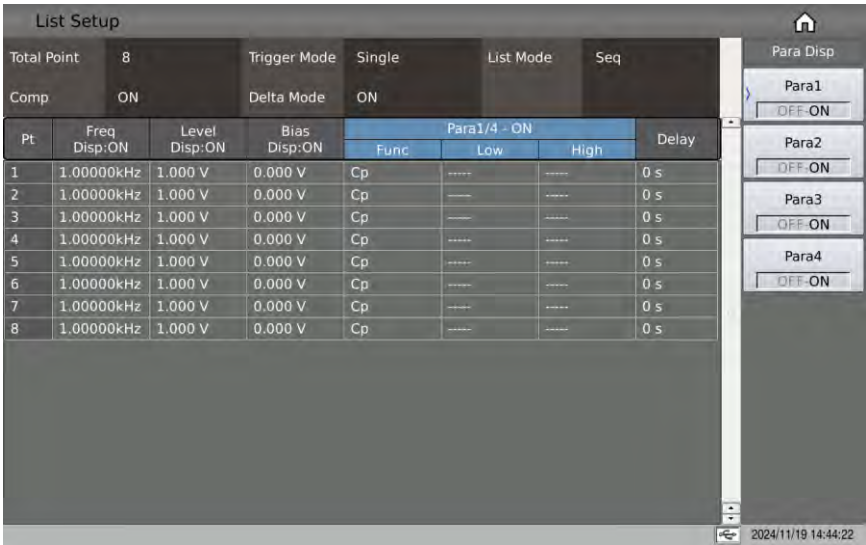 List Setup
Total Point 8 Trigger Mode Single List Mode Seq
Comp ON Delta Mode ON
Pt Freq Disp:ON Level Disp:ON Bias Disp:ON Para1/4 - ON Delay
Func Low High
1 1.00000kHz 1.000 V 0.000 V Cp ----- ----- 0 s
2 1.00000kHz 1.000 V 0.000 V Cp ----- ----- 0 s
3 1.00000kHz 1.000 V 0.000 V Cp ----- ----- 0 s
4 1.00000kHz 1.000 V 0.000 V Cp ----- ----- 0 s
5 1.00000kHz 1.000 V 0.000 V Cp ----- ----- 0 s
6 1.00000kHz 1.000 V 0.000 V Cp ----- ----- 0 s
7 1.00000kHz 1.000 V 0.000 V Cp ----- ----- 0 s
8 1.00000kHz 1.000 V 0.000 V Cp ----- ----- 0 s
Para Disp
Para1
OFF-ON
Para2
OFF-ON
Para3
OFF-ON
Para4
OFF-ON
2024/11/19 14:44:22